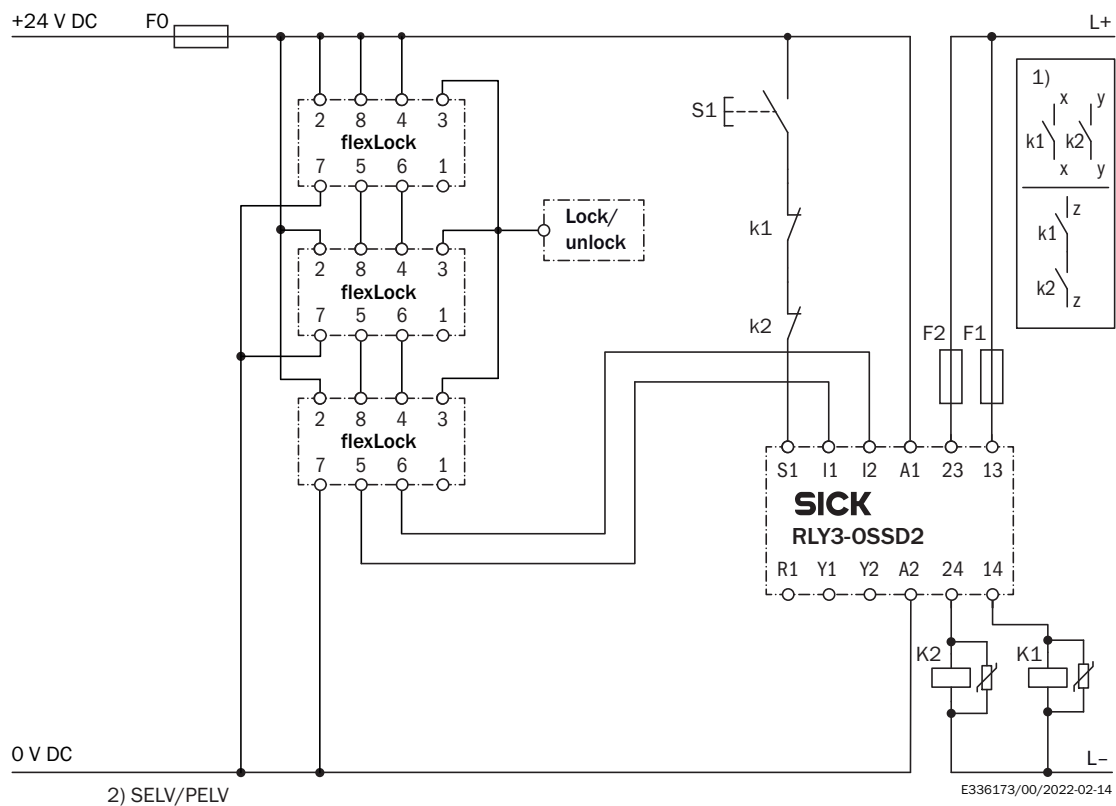 +24 V DC F0 L+
1)
x y
k1 k2
x y
z
k1
k2
z
S1
2 8 4 3
flexLock
7 5 6 1
Lock/
unlock
k1
2 8 4 3
flexLock
7 5 6 1
k2
F2 F1
2 8 4 3
flexLock
7 5 6 1
S1 I1 I2 A1 23 13
SICK
RLY3-OSSD2
R1 Y1 Y2 A2 24 14
K2 K1
0 V DC L–
2) SELV/PELV
E336173/00/2022-02-14